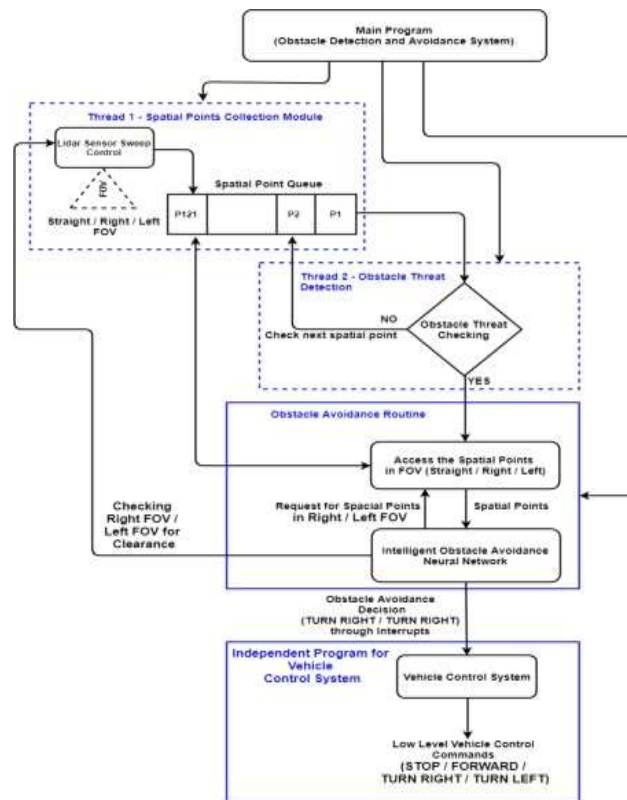 Main Program
(Obstacle Detection and Avoidance System)
Thread 1 - Spatial Points Collection Module
Lidar Sensor Sweep
Control
FOV
Straight / Right / Left
FOV
Spatial Point Queue
P121
P2
P1
Thread 2 - Obstacle Threat
Detection
NO
Check next spatial point
Obstacle Threat
Checking
YES
Obstacle Avoidance Routine
Access the Spatial Points
in FOV (Straight / Right / Left)
Checking
Right FOV /
Left FOV for
Clearance
Request for Spacial Points
in Right / Left FOV
Spatial Points
Intelligent Obstacle Avoidance
Neural Network
Obstacle Avoidance
Decision
(TURN RIGHT / TURN RIGHT)
through Interrupts
Independent Program for
Vehicle
Control System
Vehicle Control System
Low Level Vehicle Control
Commands
(STOP / FORWARD /
TURN RIGHT / TURN LEFT)